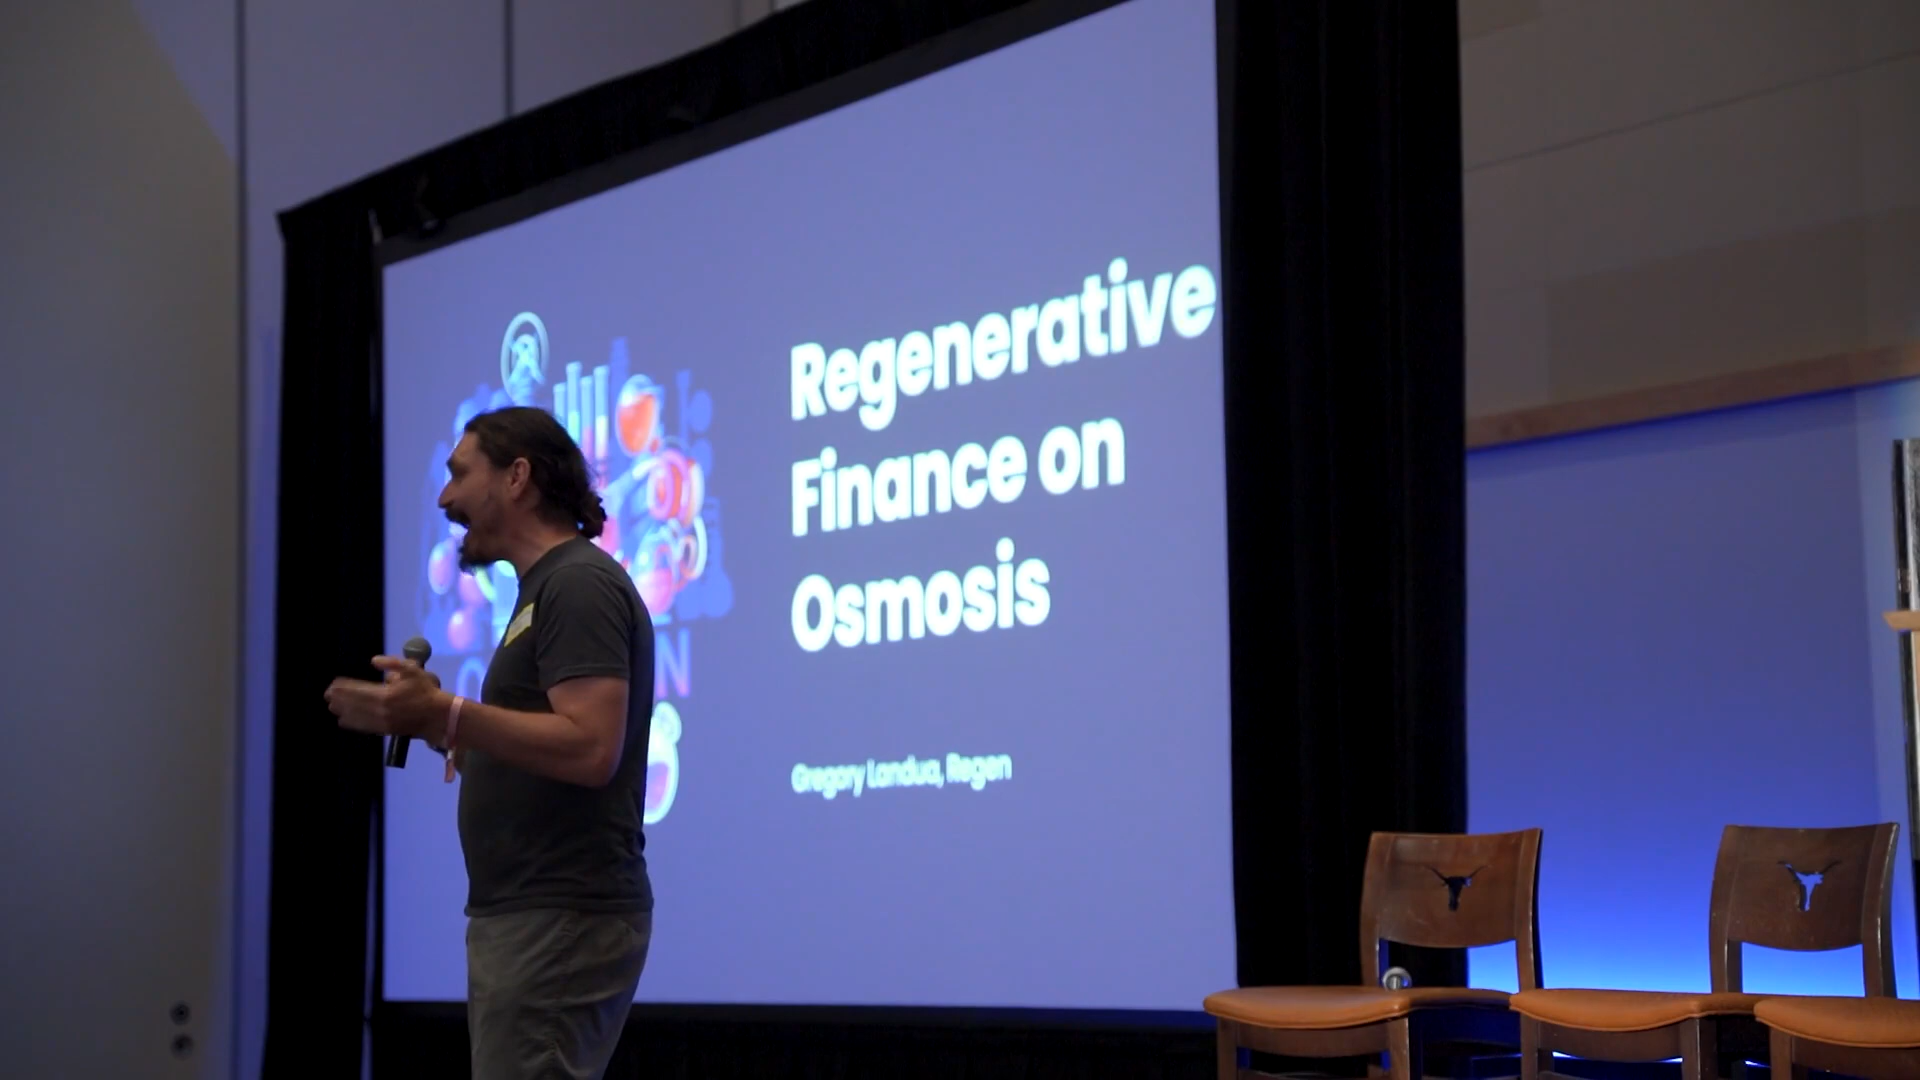 Regenerative
Finance on
Osmosis
Gregory Landua, Regen